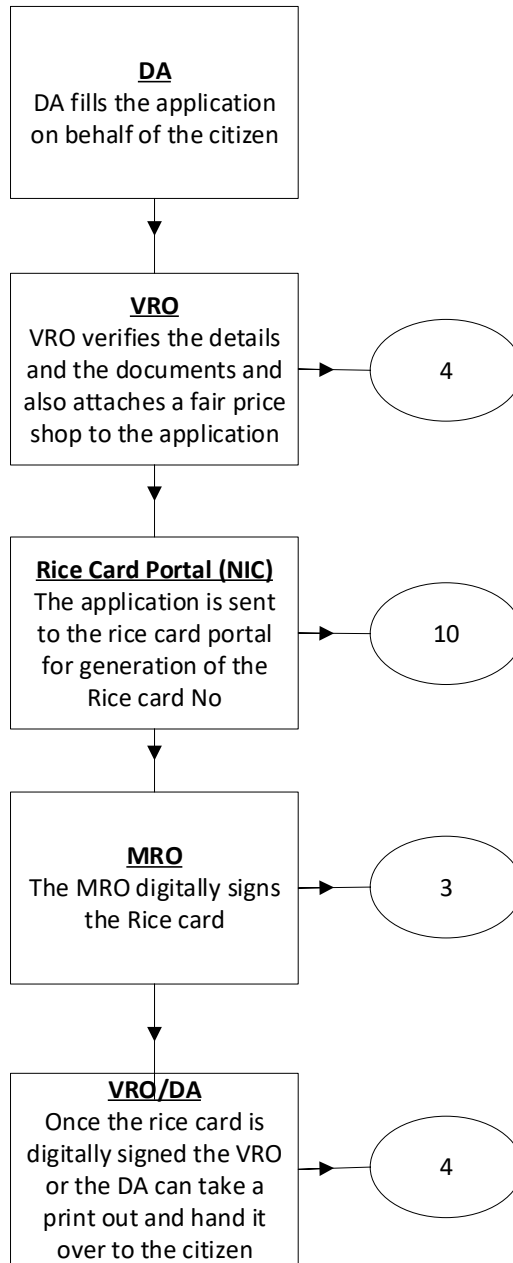 DA
DA fills the application
on behalf of the citizen
VRO
VRO verifies the details
and the documents and
also attaches a fair price
shop to the application
4
Rice Card Portal (NIC)
The application is sent
to the rice card portal
for generation of the
Rice card No
10
MRO
The MRO digitally signs
the Rice card
3
VRO/DA
Once the rice card is
digitally signed the VRO
or the DA can take a
print out and hand it
over to the citizen
4